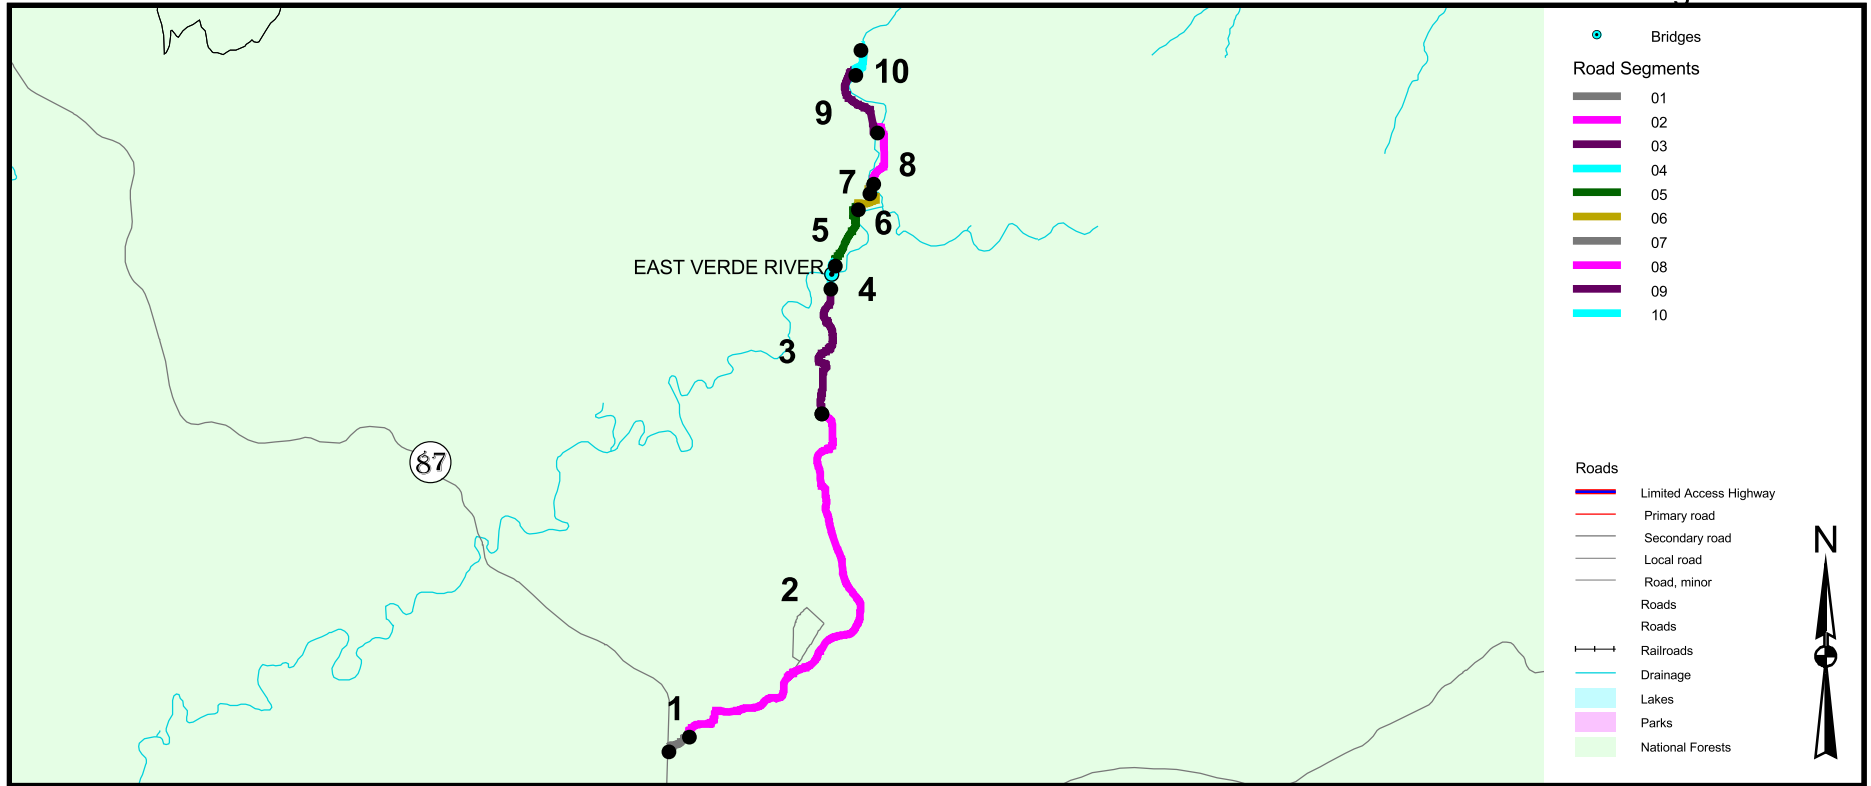 10
9
8
7
6
5
EAST VERDE RIVER
4
3
87
2
1
Bridges
Road Segments
01
02
03
04
05
06
07
08
09
10
Roads
Limited Access Highway
Primary road
Secondary road
Local road
Road, minor
Roads
Roads
Railroads
Drainage
Lakes
Parks
National Forests
N